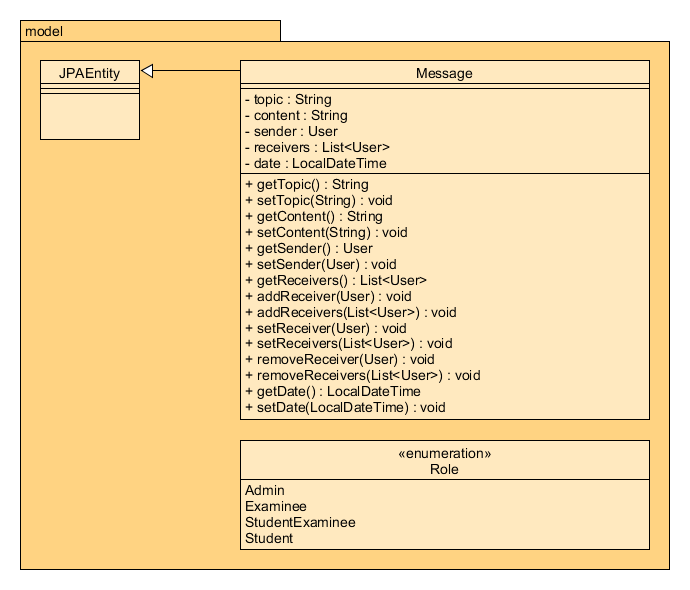 model
JPAEntity
Message
- topic : String
- content : String
- sender : User
- receivers : List<User>
- date : LocalDateTime
+ getTopic() : String
+ setTopic(String) : void
+ getContent() : String
+ setContent(String) : void
+ getSender() : User
+ setSender(User) : void
+ getReceivers() : List<User>
+ addReceiver(User) : void
+ addReceivers(List<User>) : void
+ setReceiver(User) : void
+ setReceivers(List<User>) : void
+ removeReceiver(User) : void
+ removeReceivers(List<User>) : void
+ getDate() : LocalDateTime
+ setDate(LocalDateTime) : void
«enumeration»
Role
Admin
Examinee
StudentExaminee
Student